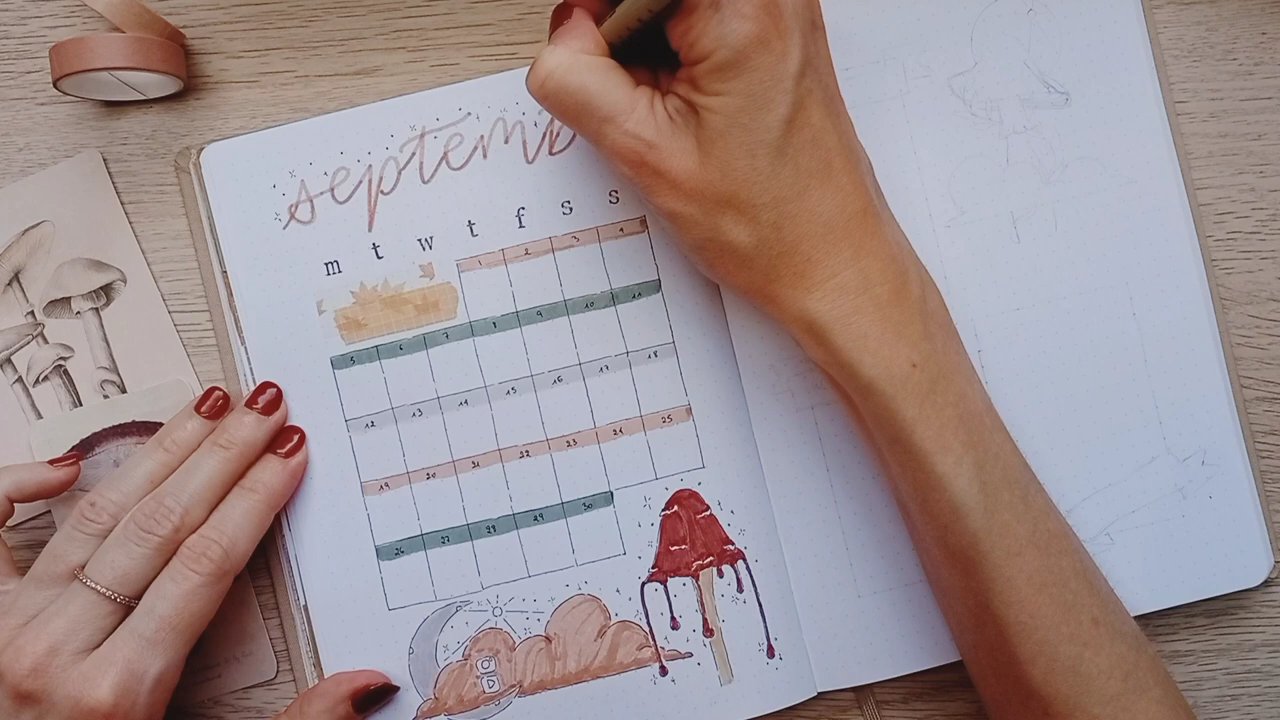 septemb
m t w t f s s
1 2 3 4
5 6 7 8 9 10 11
12 13 14 15 16 17 18
19 20 21 22 23 24 25
26 27 28 29 30